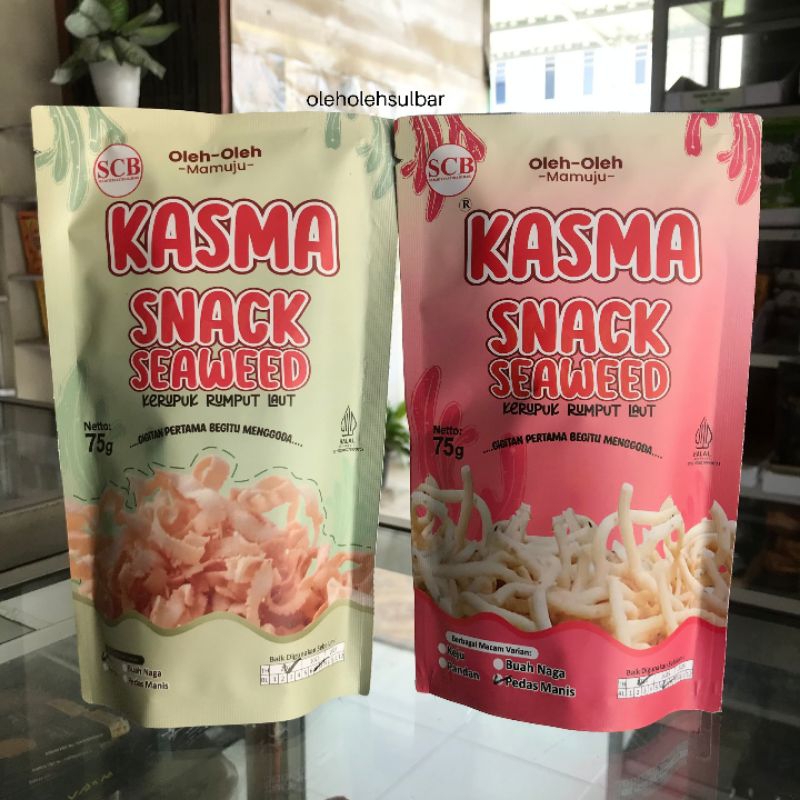 oleholehsulbar
SCB
Oleh-Oleh
-Mamuju-
KASMA
SNACK
SEAWEED
KERUPUK RUMPUT LAUT
Netto:
75g
....GIGITAN PERTAMA BEGITU MENGGODA....
HALAL
Buah Naga
Pedas Manis
Baik Digunakan Sebelum:
SCB
Oleh-Oleh
-Mamuju-
®
KASMA
SNACK
SEAWEED
KERUPUK RUMPUT LAUT
Netto:
75g
....GIGITAN PERTAMA BEGITU MENGGODA....
HALAL
Berbagai Macam Varian:
Keju
Buah Naga
Pandan
Pedas Manis
Baik Digunakan Sebelum: